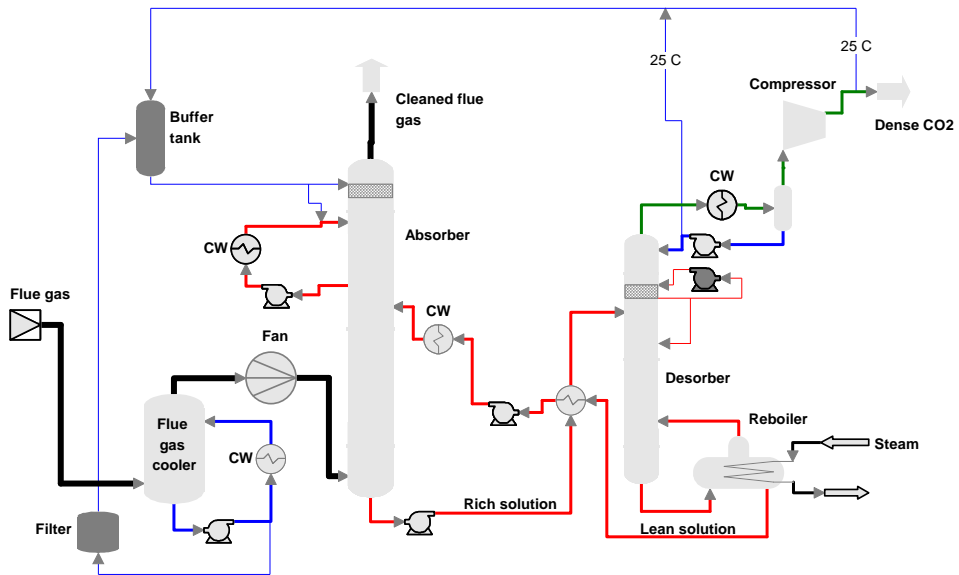 25 C
25 C
Compressor
Dense CO2
Buffer
tank
Cleaned flue
gas
CW
Absorber
CW
Flue gas
CW
Fan
Desorber
Reboiler
Flue
gas
cooler
CW
Steam
Rich solution
Filter
Lean solution